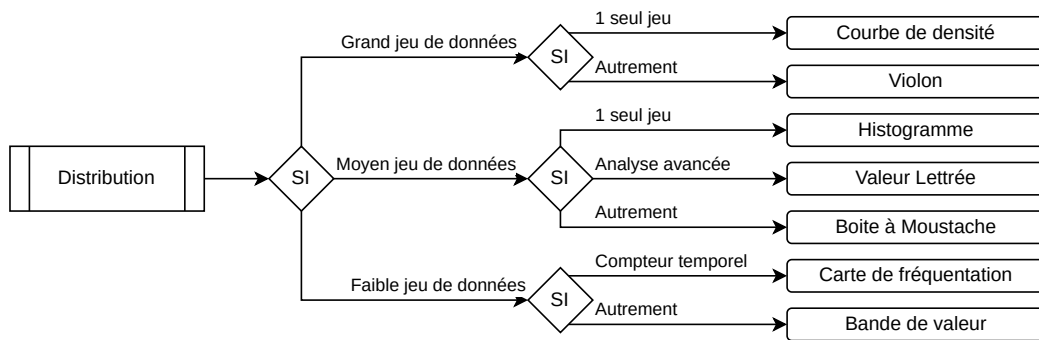 1 seul jeu
Courbe de densité
Grand jeu de données
SI
Autrement
Violon
1 seul jeu
Histogramme
Distribution
SI
Moyen jeu de données
SI
Analyse avancée
Valeur Lettrée
Autrement
Boite à Moustache
Compteur temporel
Carte de fréquentation
Faible jeu de données
SI
Autrement
Bande de valeur